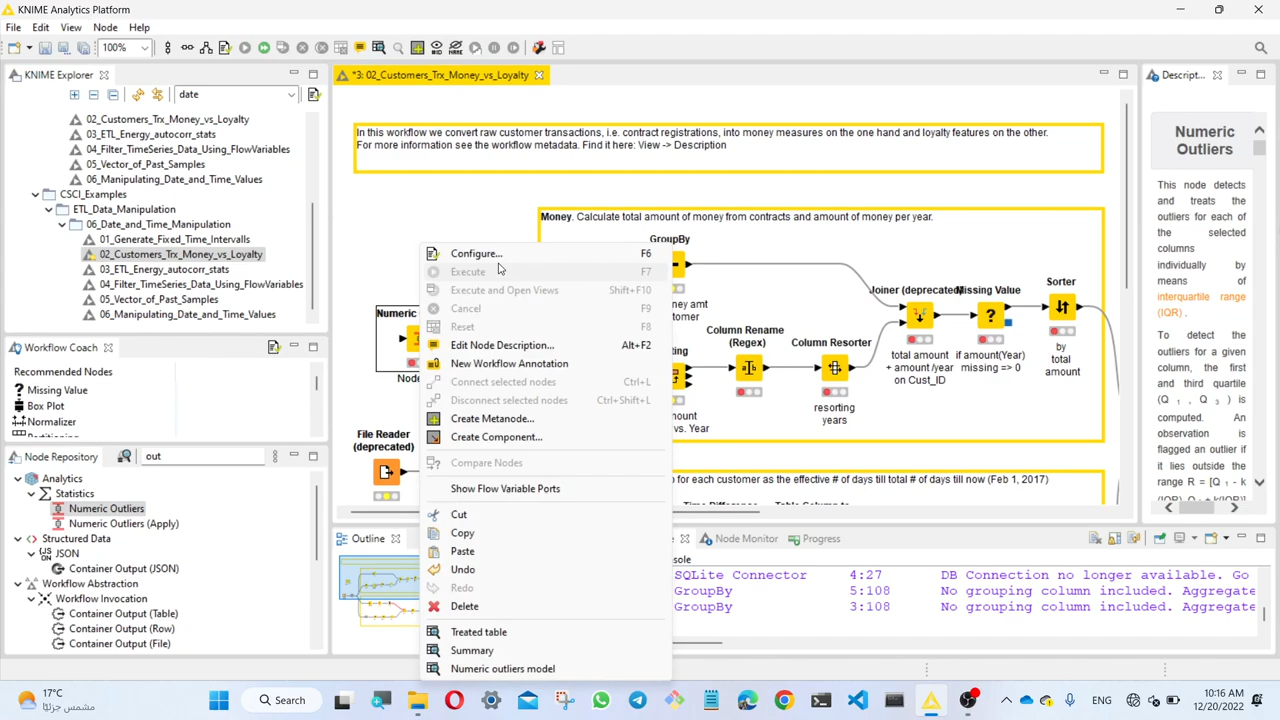 KNIME Analytics Platform
File Edit View Node Help
100%
KNIME Explorer
date
02_Customers_Trx_Money_vs_Loyalty
03_ETL_Energy_autocorr_stats
04_Filter_TimeSeries_Data_Using_FlowVariables
05_Vector_of_Past_Samples
06_Manipulating_Date_and_Time_Values
CSCI_Examples
ETL_Data_Manipulation
06_Date_and_Time_Manipulation
01_Generate_Fixed_Time_Intervalls
02_Customers_Trx_Money_vs_Loyalty
03_ETL_Energy_autocorr_stats
04_Filter_TimeSeries_Data_Using_FlowVariables
05_Vector_of_Past_Samples
06_Manipulating_Date_and_Time_Values
Workflow Coach
Recommended Nodes
Missing Value
Box Plot
Normalizer
Node Repository
out
Analytics
Statistics
Numeric Outliers
Numeric Outliers (Apply)
Structured Data
JSON
Container Output (JSON)
Workflow Abstraction
Workflow Invocation
Container Output (Table)
Container Output (Row)
Container Output (File)
*3: 02_Customers_Trx_Money_vs_Loyalty
In this workflow we convert raw customer transactions, i.e. contract registrations, into money measures on the one hand and loyalty features on the other.
For more information see the workflow metadata. Find it here: View -> Description
Money. Calculate total amount of money from contracts and amount of money per year.
GroupBy
Numeric
Node
File Reader
(deprecated)
Column Rename
(Regex)
Column Resorter
resorting
years
Joiner (deprecated)
total amount
+ amount /year
on Cust_ID
Missing Value
if amount(Year)
missing => 0
Sorter
by
total
amount
for each customer as the effective # of days till total # of days till now (Feb 1, 2017)
Configure... F6
Execute F7
Execute and Open Views Shift+F10
Cancel F9
Reset F8
Edit Node Description... Alt+F2
New Workflow Annotation
Connect selected nodes Ctrl+L
Disconnect selected nodes Ctrl+Shift+L
Create Metanode...
Create Component...
Compare Nodes
Show Flow Variable Ports
Cut
Copy
Paste
Undo
Redo
Delete
Treated table
Summary
Numeric outliers model
Outline
Node Monitor
Progress
SQLite Connector 4:27 DB Connection no longer available. Go
GroupBy 5:108 No grouping column included. Aggregate
GroupBy 3:108 No grouping column included. Aggregate
Descript...
Numeric
Outliers
This node detects
and treats the
outliers for each of
the selected
columns
individually by
means of
interquartile range
(IQR).
To detect the
outliers for a given
column, the first
and third quartile
(Q 1 , Q 3 ) is
computed. An
observation is
flagged an outlier if
it lies outside the
range R = [Q 1 - k
17°C
مشمس جزئيًا
Search
ENG
10:16 AM
12/20/2022